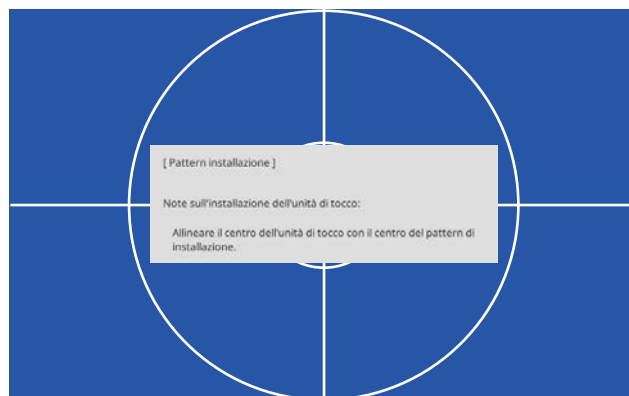 [ Pattern installazione ]
Note sull'installazione dell'unità di tocco:
Allineare il centro dell'unità di tocco con il centro del pattern di
installazione.